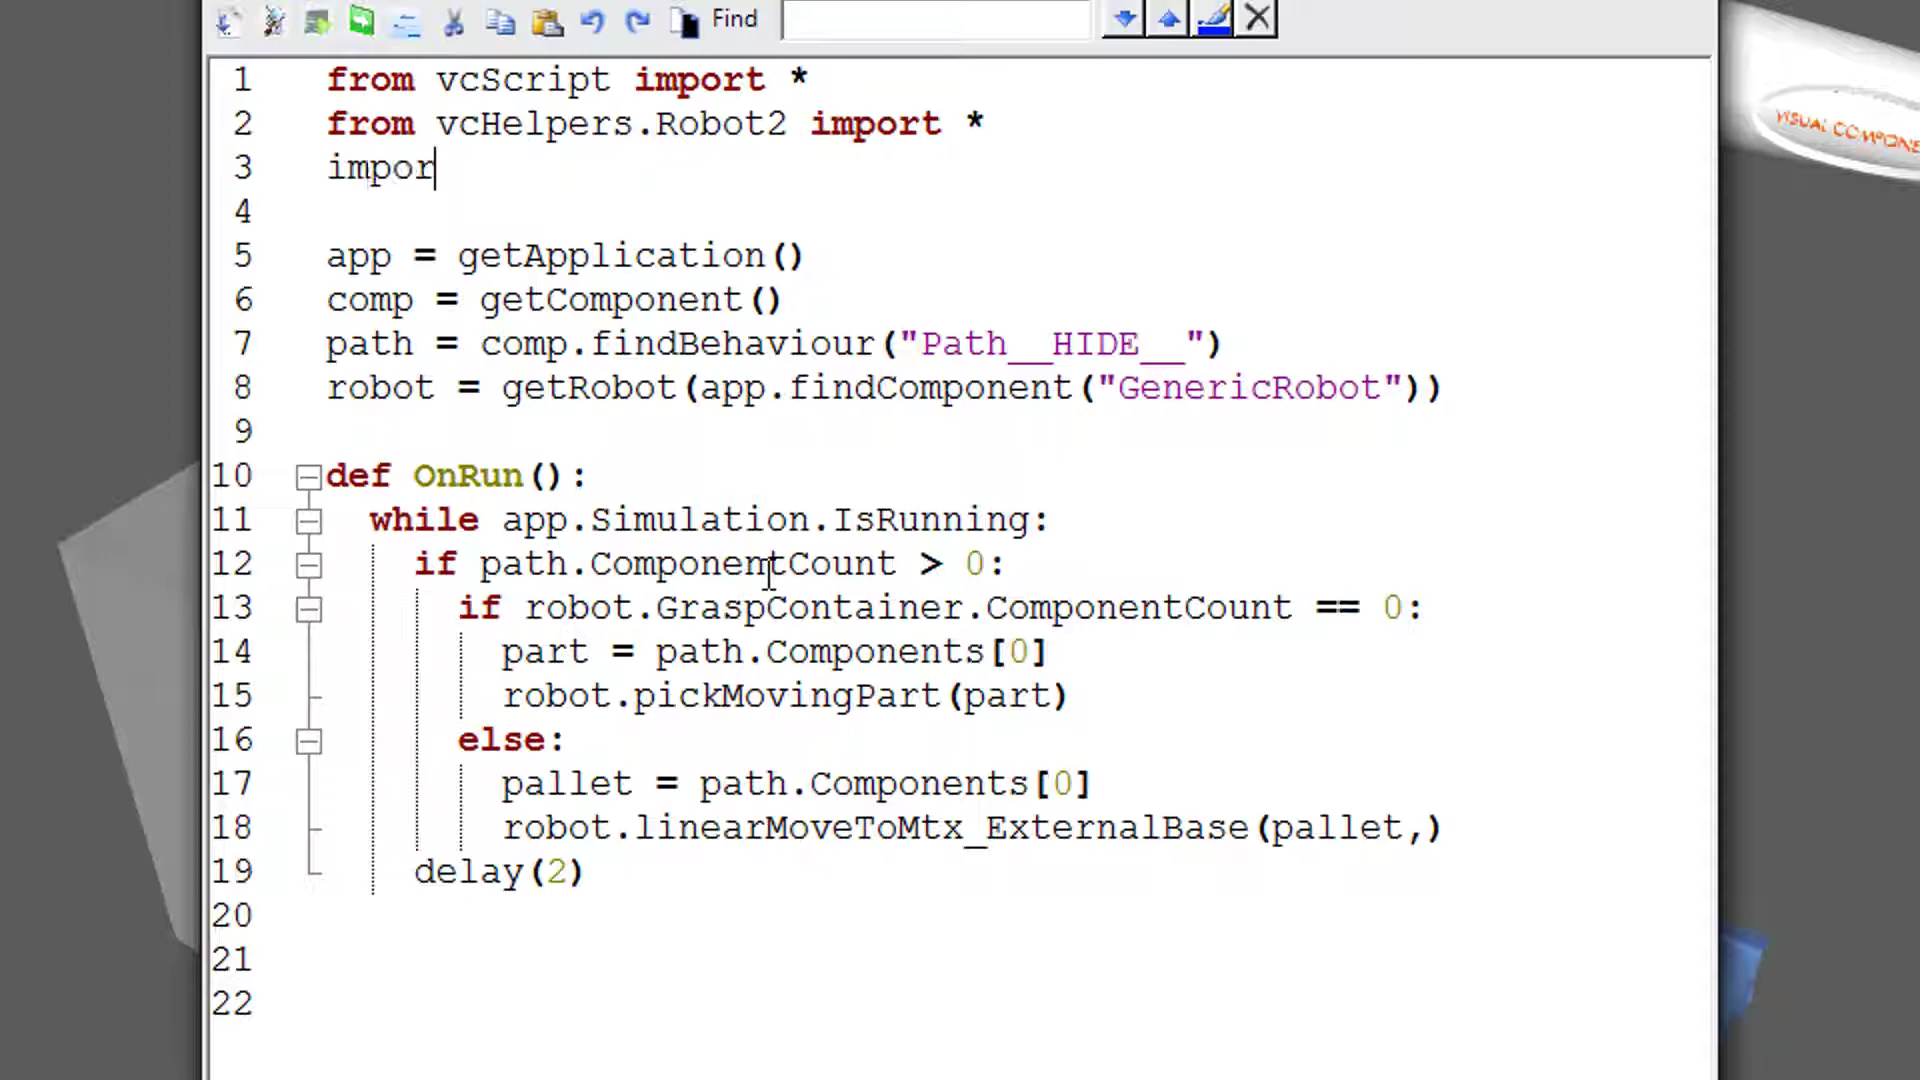 Find
1 from vcScript import *
2 from vcHelpers.Robot2 import *
3 impor
4
5 app = getApplication()
6 comp = getComponent()
7 path = comp.findBehaviour("Path__HIDE__")
8 robot = getRobot(app.findComponent("GenericRobot"))
9
10 def OnRun():
11 while app.Simulation.IsRunning:
12 if path.ComponentCount > 0:
13 if robot.GraspContainer.ComponentCount == 0:
14 part = path.Components[0]
15 robot.pickMovingPart(part)
16 else:
17 pallet = path.Components[0]
18 robot.linearMoveToMtx_ExternalBase(pallet,)
19 delay(2)
20
21
22
VISUAL COMPONE